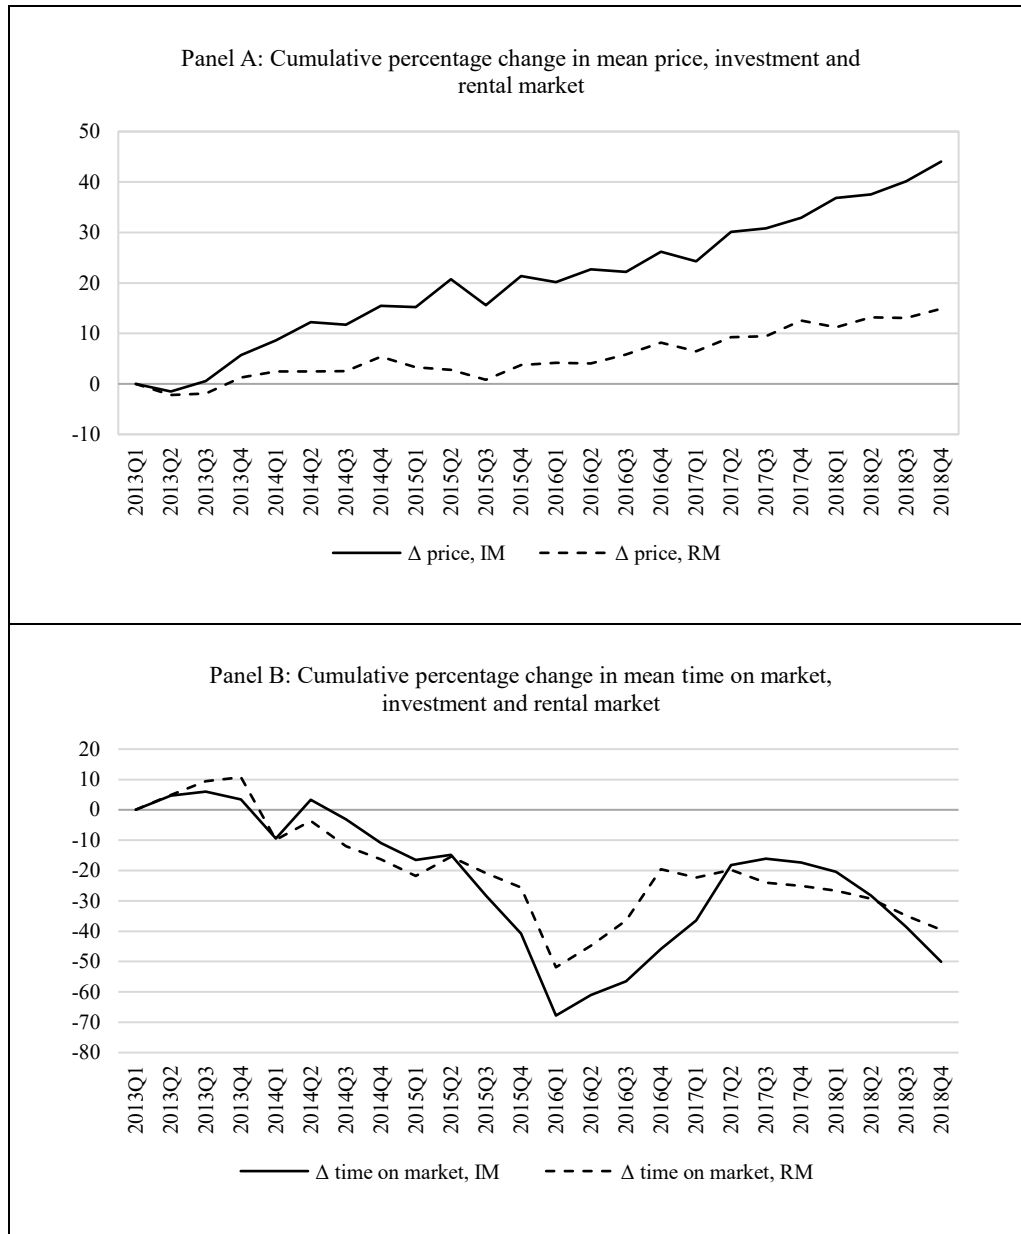 Panel A: Cumulative percentage change in mean price, investment and
rental market
50
40
30
20
10
0
-10
2013Q1
2013Q2
2013Q3
2013Q4
2014Q1
2014Q2
2014Q3
2014Q4
2015Q1
2015Q2
2015Q3
2015Q4
2016Q1
2016Q2
2016Q3
2016Q4
2017Q1
2017Q2
2017Q3
2017Q4
2018Q1
2018Q2
2018Q3
2018Q4
Δ price, IM
Δ price, RM
Panel B: Cumulative percentage change in mean time on market,
investment and rental market
20
10
0
-10
-20
-30
-40
-50
-60
-70
-80
2013Q1
2013Q2
2013Q3
2013Q4
2014Q1
2014Q2
2014Q3
2014Q4
2015Q1
2015Q2
2015Q3
2015Q4
2016Q1
2016Q2
2016Q3
2016Q4
2017Q1
2017Q2
2017Q3
2017Q4
2018Q1
2018Q2
2018Q3
2018Q4
Δ time on market, IM
Δ time on market, RM